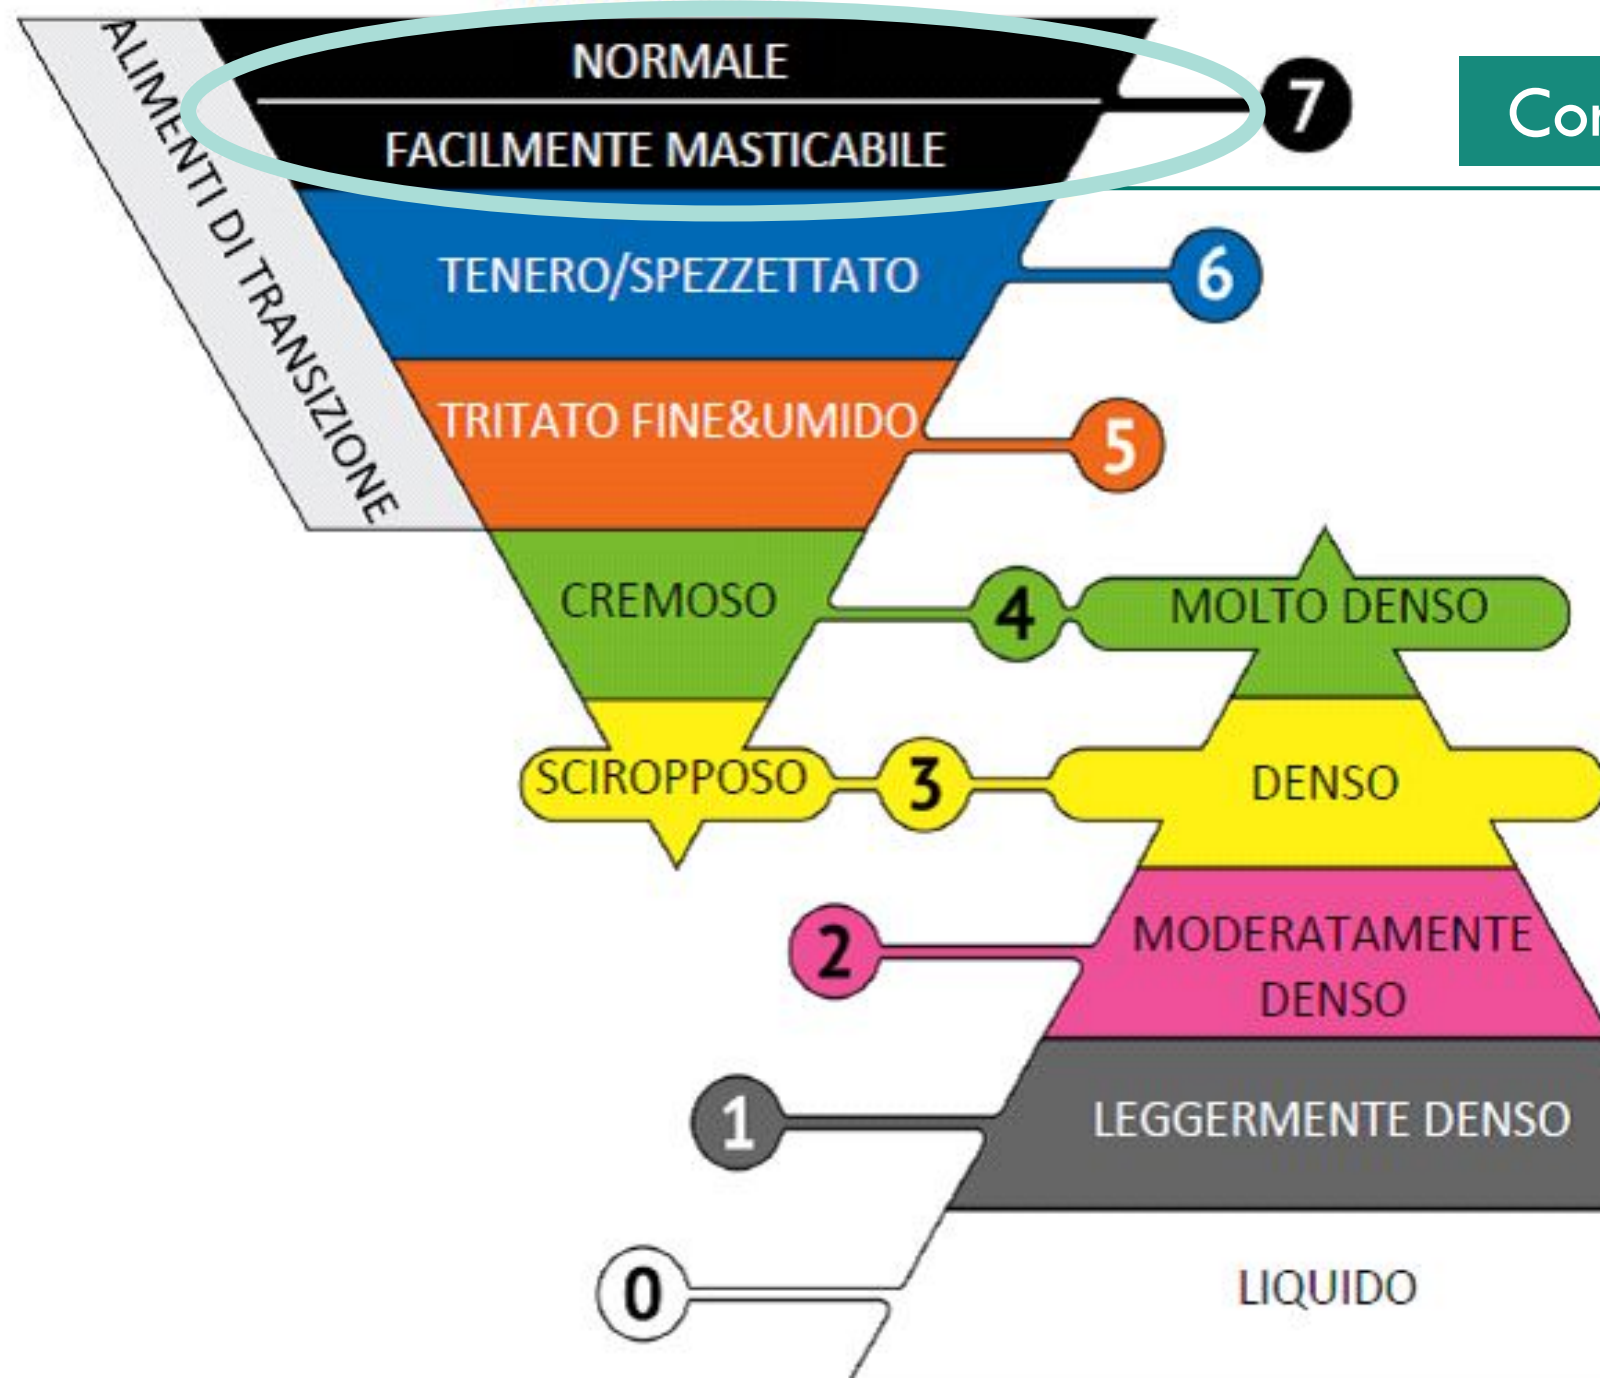 NORMALE
7
FACILMENTE MASTICABILE
ALIMENTI DI TRANSIZIONE
TENERO/SPEZZETTATO
6
TRITATO FINE&UMIDO
5
CREMOSO
4
MOLTO DENSO
SCIROPPOSO
3
DENSO
2
MODERATAMENTE
DENSO
1
LEGGERMENTE DENSO
0
LIQUIDO